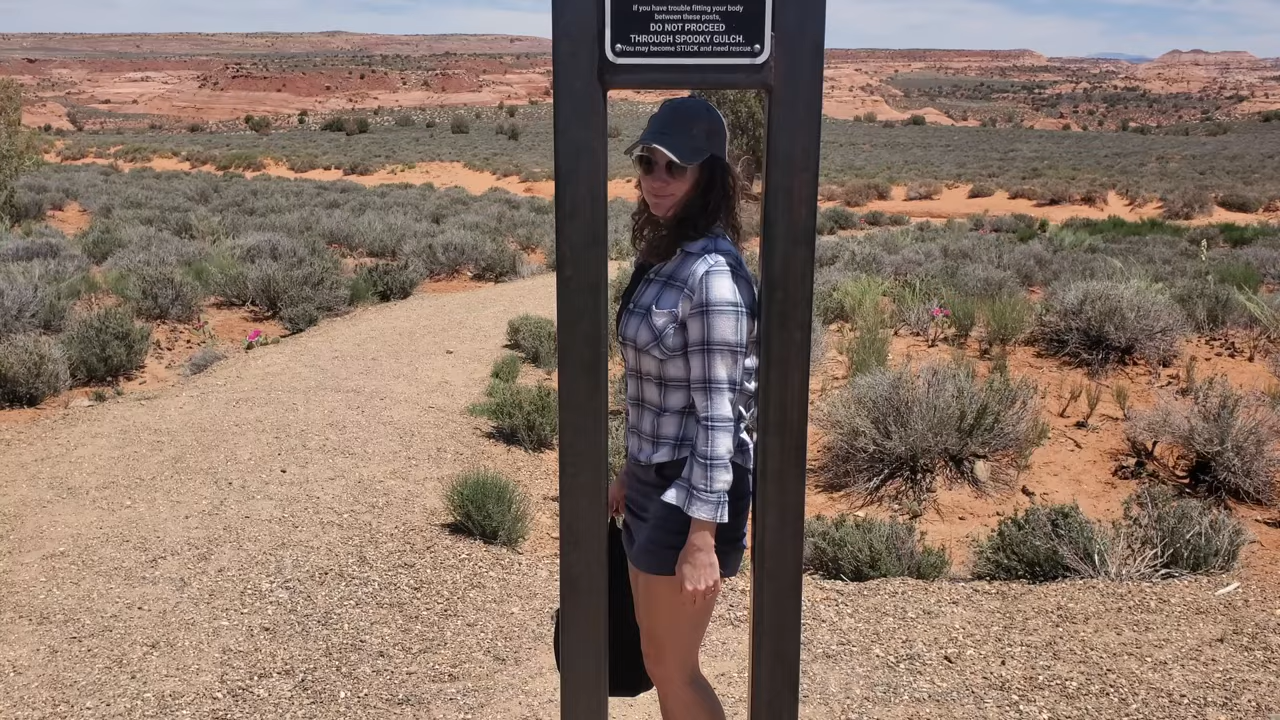 If you have trouble fitting your body
between these posts,
DO NOT PROCEED
THROUGH SPOOKY GULCH.
You may become STUCK and need rescue.